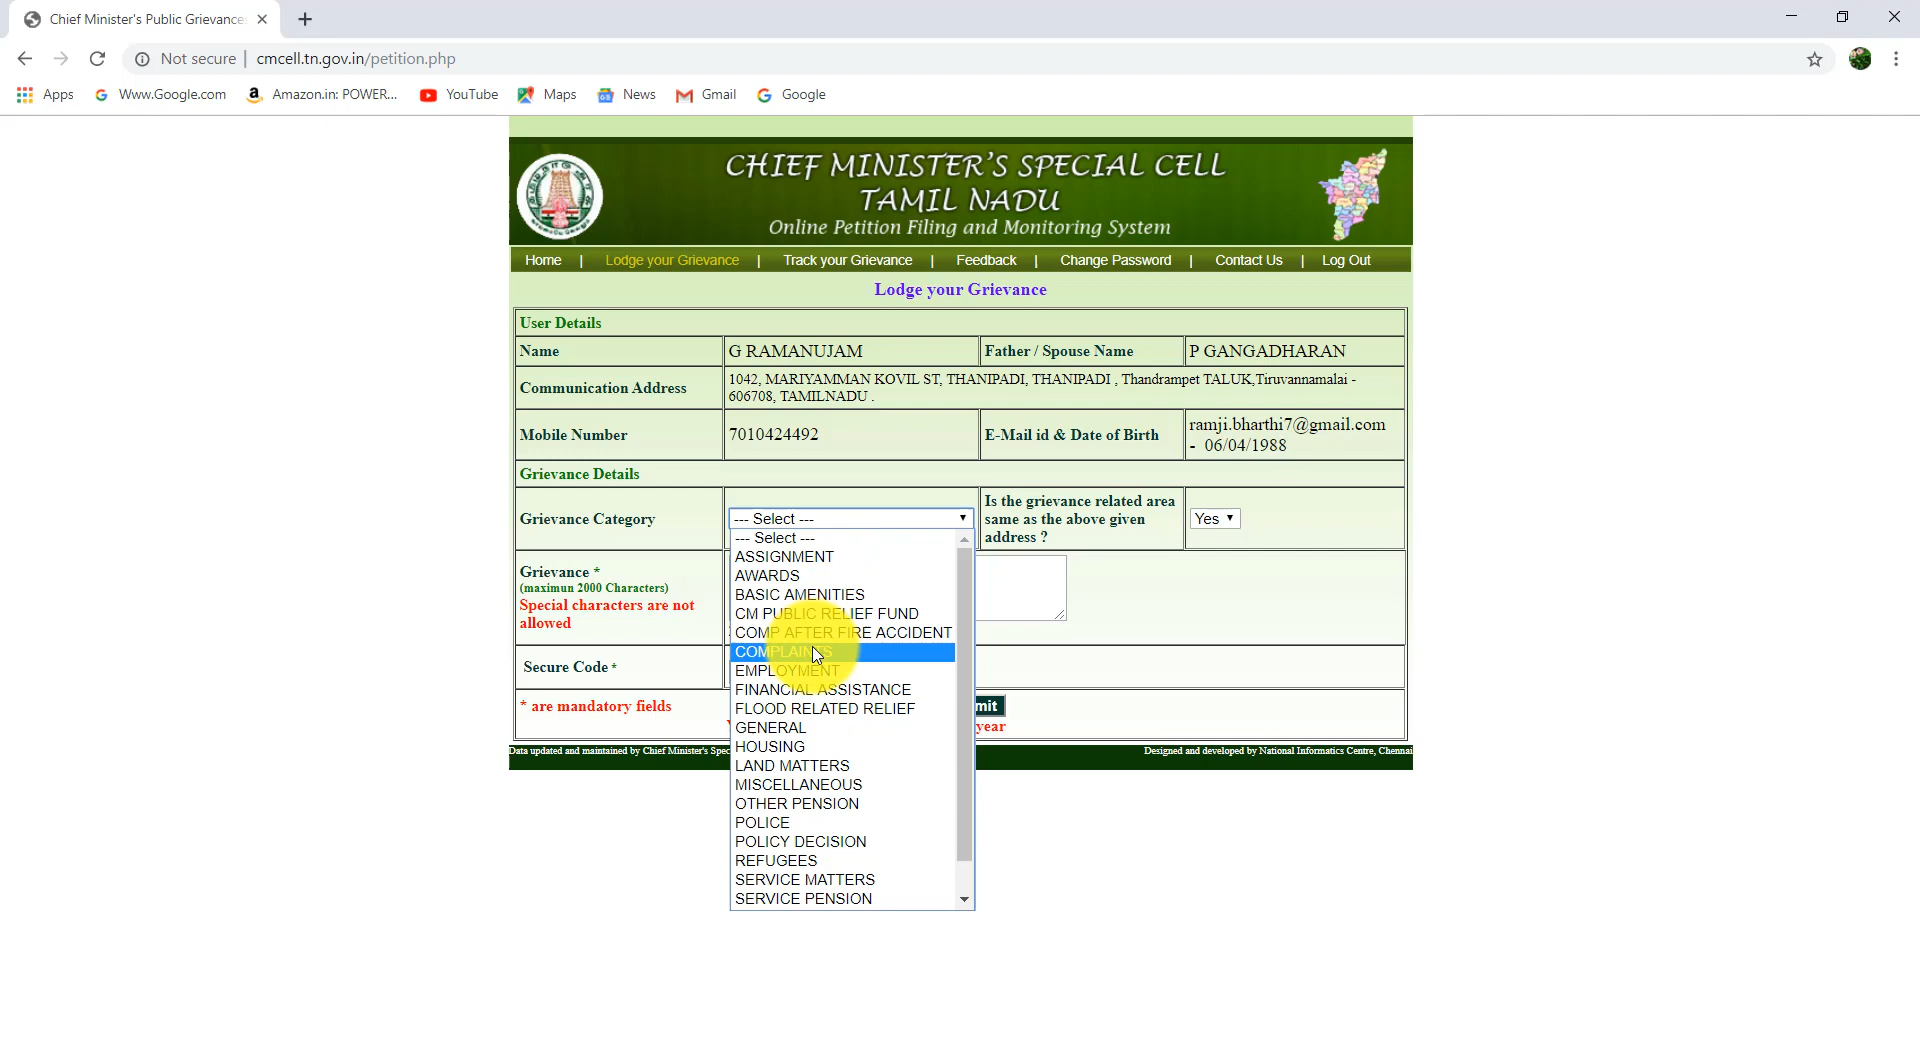 Chief Minister's Public Grievance
Not secure | cmcell.tn.gov.in/petition.php
Apps Www.Google.com Amazon.in: POWER... YouTube Maps News Gmail Google
CHIEF MINISTER'S SPECIAL CELL
TAMIL NADU
Online Petition Filing and Monitoring System
Home | Lodge your Grievance | Track your Grievance | Feedback | Change Password | Contact Us | Log Out
Lodge your Grievance
User Details
Name G RAMANUJAM Father / Spouse Name P GANGADHARAN
Communication Address
1042, MARIYAMMAN KOVIL ST, THANIPADI, THANIPADI , Thandrampet TALUK,Tiruvannamalai -
606708, TAMILNADU .
Mobile Number 7010424492 E-Mail id & Date of Birth
ramji.bharthi7@gmail.com
- 06/04/1988
Grievance Details
Grievance Category
--- Select ---
Is the grievance related area
same as the above given
address ?
Yes
--- Select ---
ASSIGNMENT
AWARDS
BASIC AMENITIES
CM PUBLIC RELIEF FUND
COMP AFTER FIRE ACCIDENT
COMPLAINTS
EMPLOYMENT
FINANCIAL ASSISTANCE
FLOOD RELATED RELIEF
GENERAL
HOUSING
LAND MATTERS
MISCELLANEOUS
OTHER PENSION
POLICE
POLICY DECISION
REFUGEES
SERVICE MATTERS
SERVICE PENSION
Grievance *
(maximun 2000 Characters)
Special characters are not
allowed
Secure Code *
* are mandatory fields
mit
year
Data updated and maintained by Chief Minister's Spec
Designed and developed by National Informatics Centre, Chennai